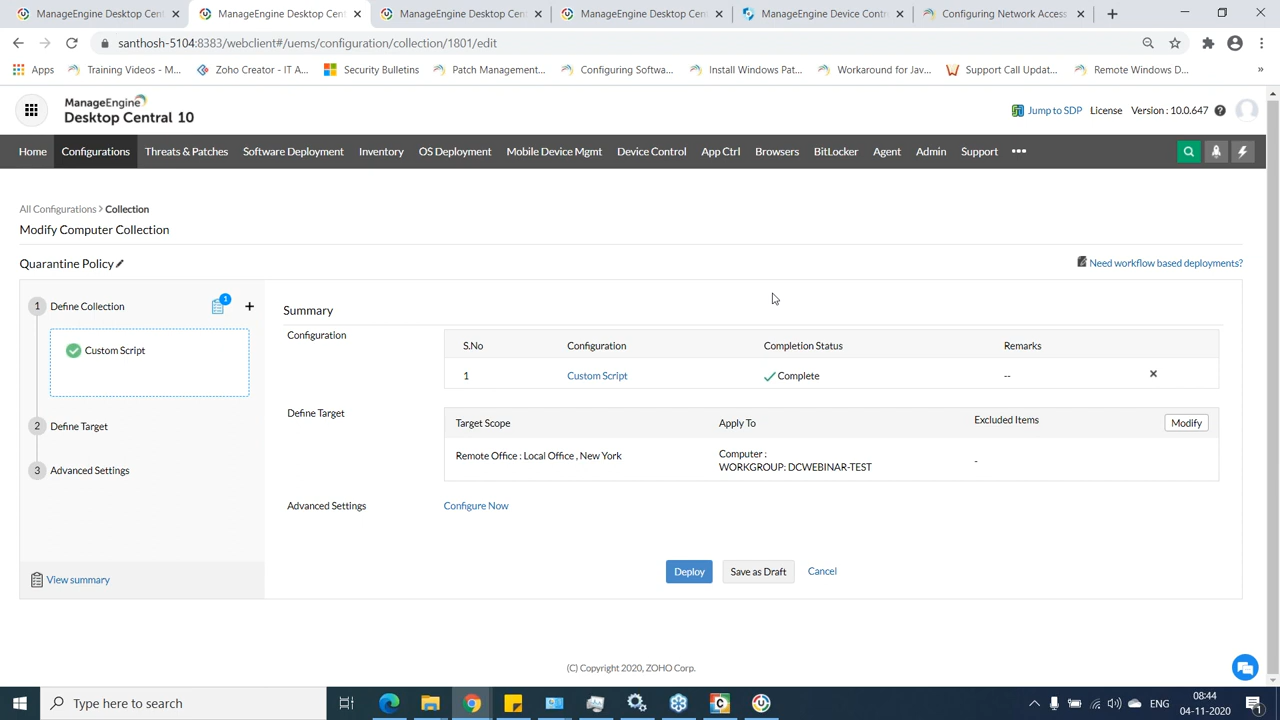 ManageEngine Desktop Cent
ManageEngine Desktop Cent
ManageEngine Desktop Cent
ManageEngine Desktop Cent
ManageEngine Device Contro
Configuring Network Access
santhosh-5104:8383/webclient#/uems/configuration/collection/1801/edit
Apps
Training Videos - M...
Zoho Creator - IT A...
Security Bulletins
Patch Management...
Configuring Softwa...
Install Windows Pat...
Workaround for Jav...
Support Call Updat...
Remote Windows D...
»
ManageEngine
Desktop Central 10
Jump to SDP
License
Version : 10.0.647
Home
Configurations
Threats & Patches
Software Deployment
Inventory
OS Deployment
Mobile Device Mgmt
Device Control
App Ctrl
Browsers
BitLocker
Agent
Admin
Support
All Configurations > Collection
Modify Computer Collection
Quarantine Policy
Need workflow based deployments?
1 Define Collection
1
Custom Script
2 Define Target
3 Advanced Settings
View summary
Summary
Configuration
S.No Configuration Completion Status Remarks
1 Custom Script Complete --
Define Target
Target Scope Apply To Excluded Items Modify
Remote Office : Local Office , New York
Computer :
WORKGROUP: DCWEBINAR-TEST
-
Advanced Settings
Configure Now
Deploy
Save as Draft
Cancel
(C) Copyright 2020, ZOHO Corp.
Type here to search
ENG
08:44
04-11-2020
1